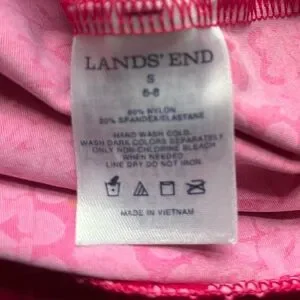 LANDS' END
S
6-8
80% NYLON
20% SPANDEX/ELASTANE
HAND WASH COLD.
WASH DARK COLORS SEPARATELY
ONLY NON-CHLORINE BLEACH
WHEN NEEDED
LINE DRY DO NOT IRON.
MADE IN VIETNAM